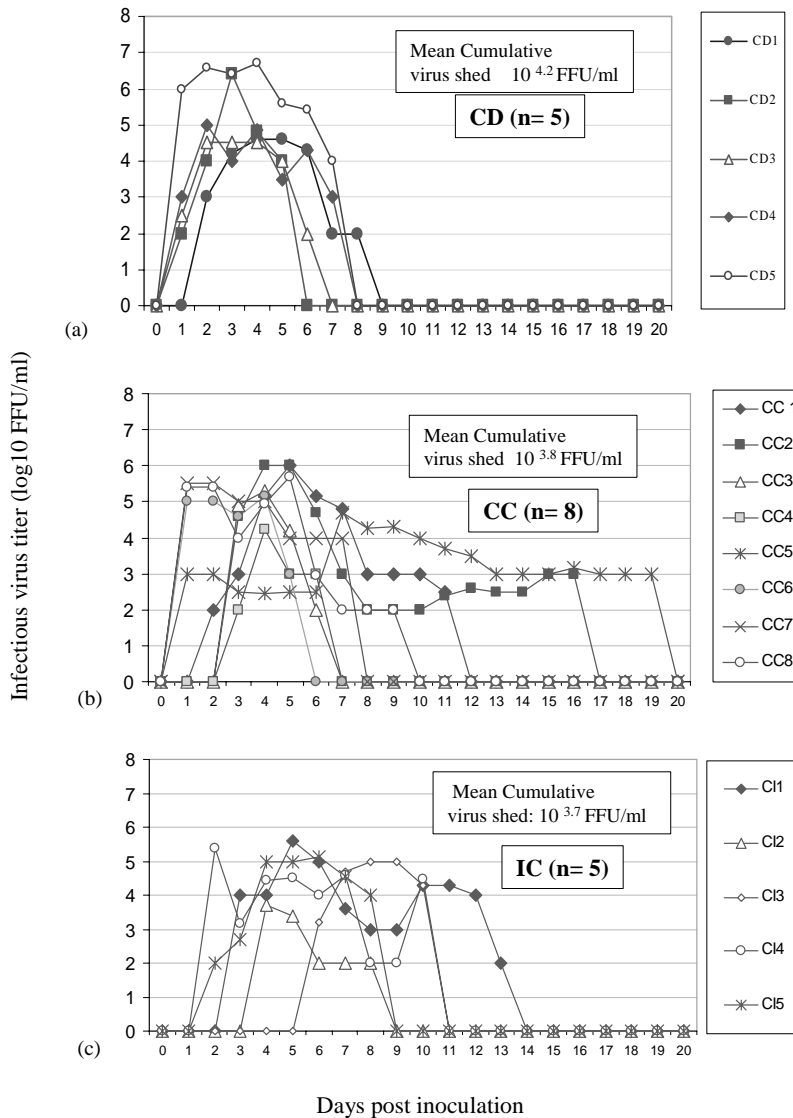 Infectious virus titer (log10 FFU/ml)
8
7
6
5
4
3
2
1
0
0 1 2 3 4 5 6 7 8 9 10 11 12 13 14 15 16 17 18 19 20
Mean Cumulative
virus shed 10 4.2 FFU/ml
CD (n= 5)
CD1
CD2
CD3
CD4
CD5
(a)
8
7
6
5
4
3
2
1
0
0 1 2 3 4 5 6 7 8 9 10 11 12 13 14 15 16 17 18 19 20
Mean Cumulative
virus shed 10 3.8 FFU/ml
CC (n= 8)
CC 1
CC2
CC3
CC4
CC5
CC6
CC7
CC8
(b)
8
7
6
5
4
3
2
1
0
0 1 2 3 4 5 6 7 8 9 10 11 12 13 14 15 16 17 18 19 20
Mean Cumulative
virus shed: 10 3.7 FFU/ml
IC (n= 5)
CI1
CI2
CI3
CI4
CI5
(c)
Days post inoculation